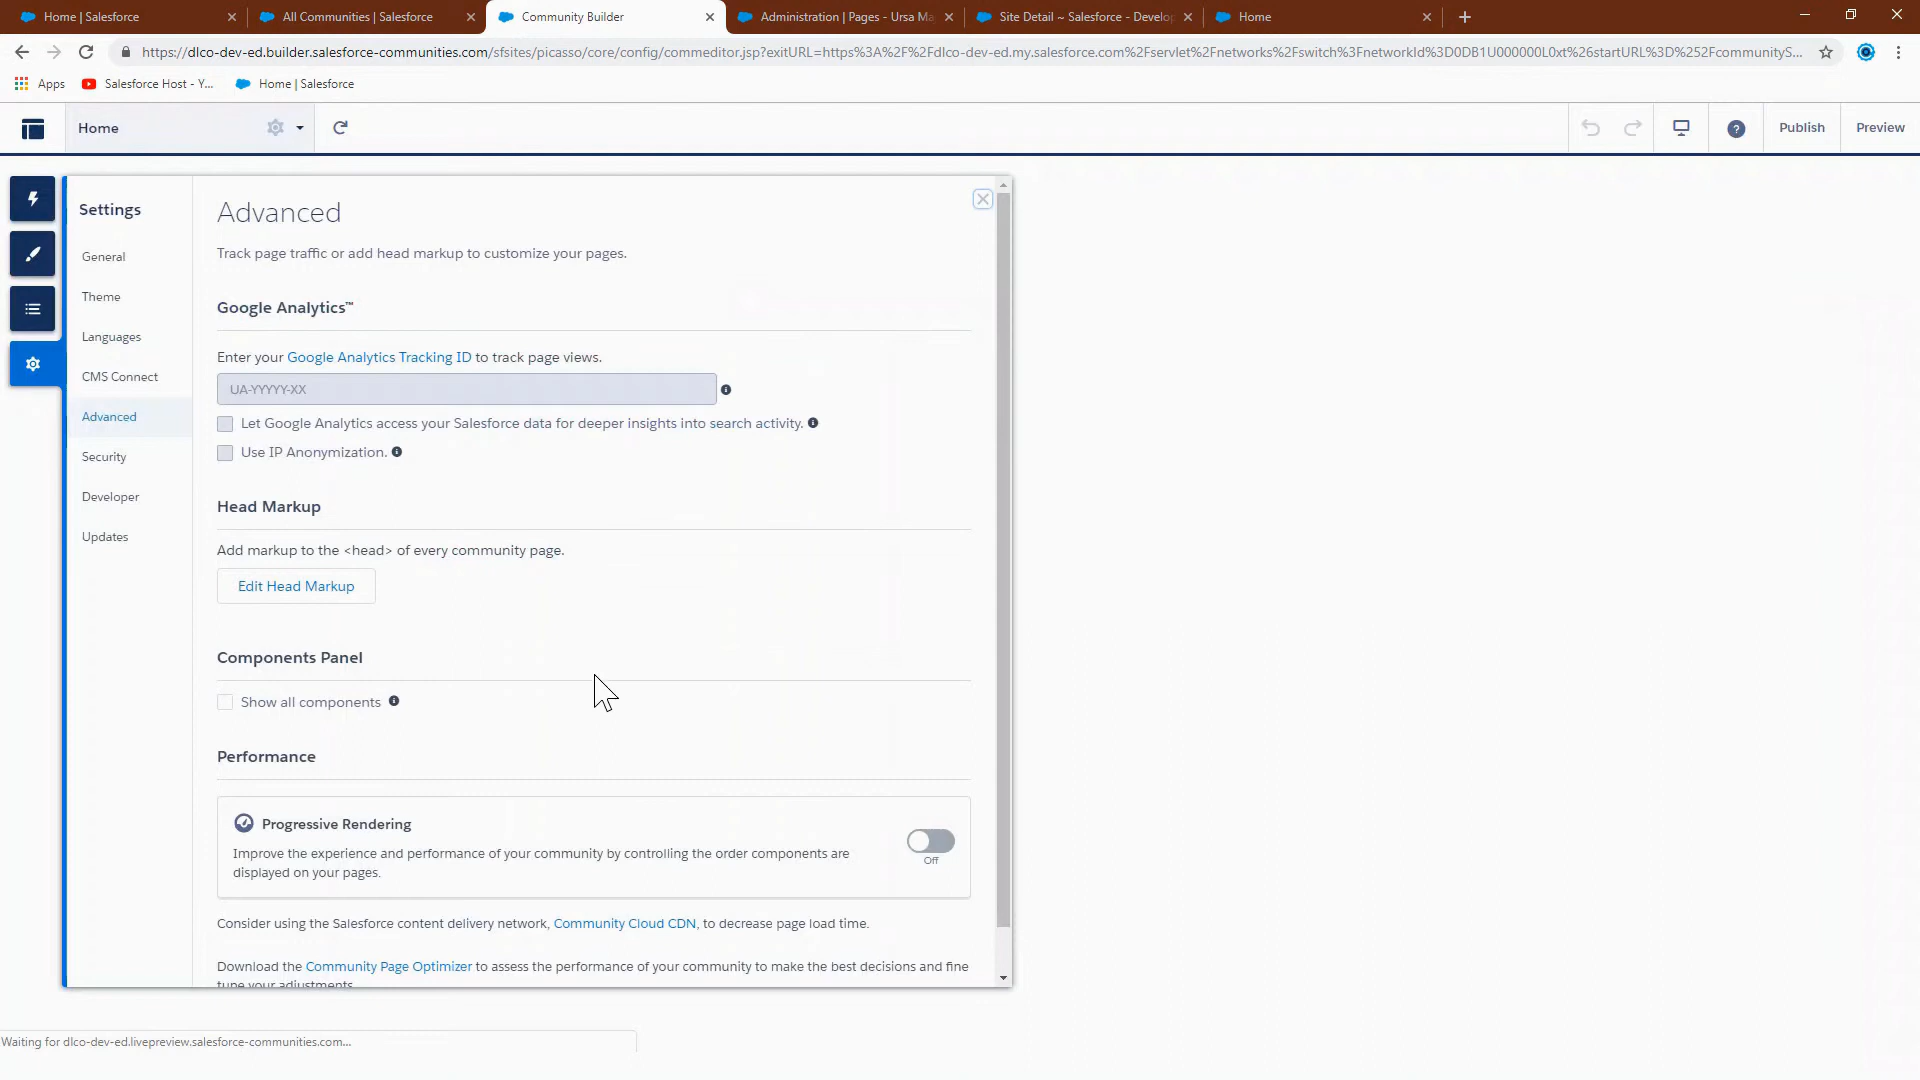 Home | Salesforce
All Communities | Salesforce
Community Builder
Administration | Pages - Ursa Ma
Site Detail ~ Salesforce - Develo
Home
https://dlco-dev-ed.builder.salesforce-communities.com/sfsites/picasso/core/config/commeditor.jsp?exitURL=https%3A%2F%2Fdlco-dev-ed.my.salesforce.com%2Fservlet%2Fnetworks%2Fswitch%3FnetworkId%3D0DB1U000000L0xt%26startURL%3D%252FcommunityS...
Apps
Salesforce Host - Y...
Home | Salesforce
Home
Publish
Preview
Settings
General
Theme
Languages
CMS Connect
Advanced
Security
Developer
Updates
Advanced
Track page traffic or add head markup to customize your pages.
Google Analytics™
Enter your Google Analytics Tracking ID to track page views.
UA-YYYYY-XX
Let Google Analytics access your Salesforce data for deeper insights into search activity.
Use IP Anonymization.
Head Markup
Add markup to the <head> of every community page.
Edit Head Markup
Components Panel
Show all components
Performance
Progressive Rendering
Improve the experience and performance of your community by controlling the order components are
displayed on your pages.
Off
Consider using the Salesforce content delivery network, Community Cloud CDN, to decrease page load time.
Download the Community Page Optimizer to assess the performance of your community to make the best decisions and fine
tune your adjustments
Waiting for dlco-dev-ed.livepreview.salesforce-communities.com...